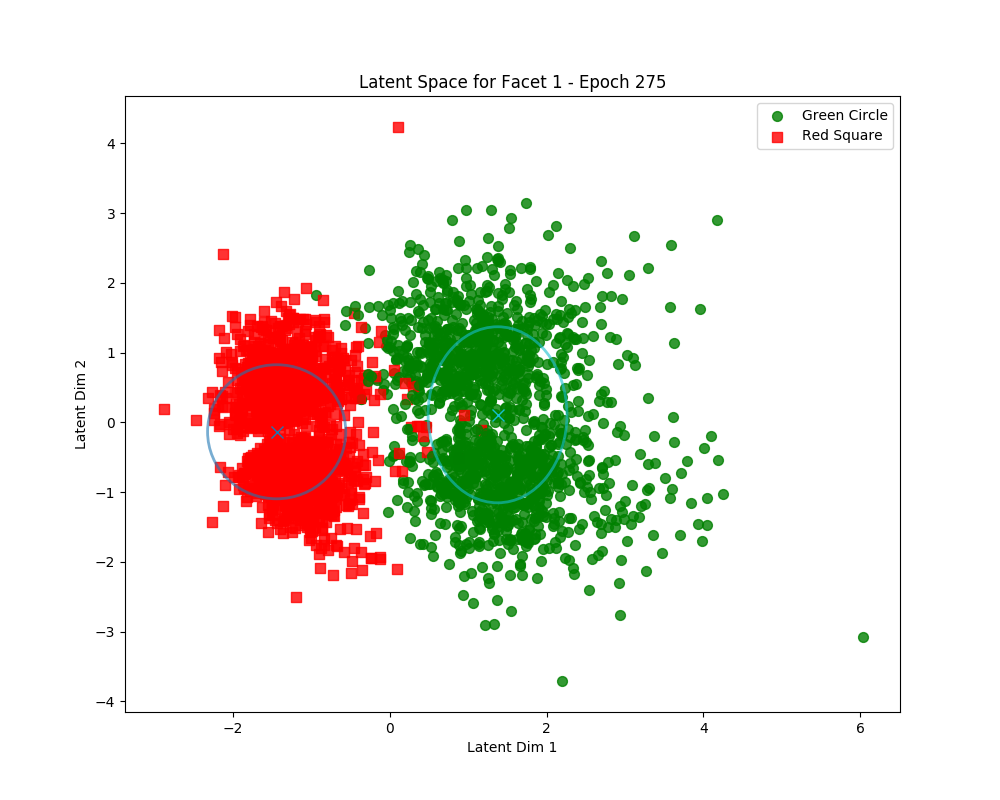 Latent Space for Facet 1 - Epoch 275
Green Circle
Red Square
4
3
2
1
0
−1
−2
−3
−4
Latent Dim 2
−2
0
2
4
6
Latent Dim 1